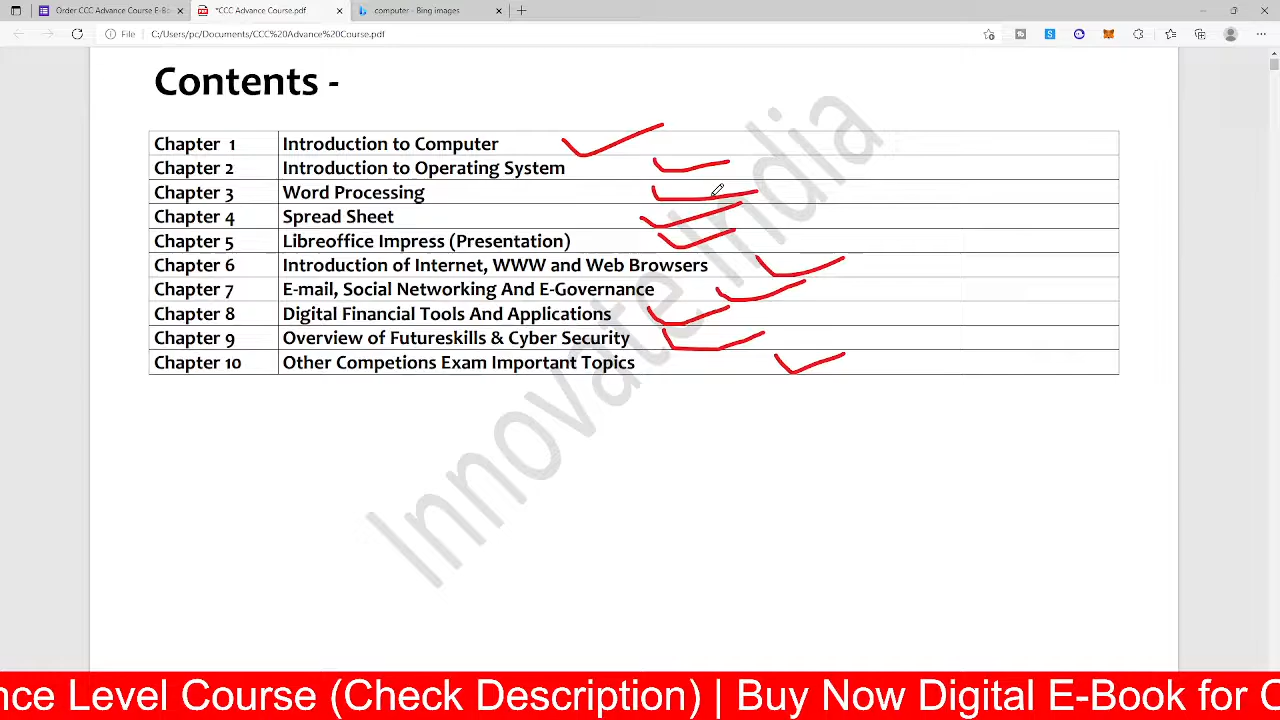 Order CCC Advance Course E-Bo
*CCC Advance Course.pdf
computer - Bing images
File
C:/Users/pc/Documents/CCC%20Advance%20Course.pdf
Contents -
Chapter 1 Introduction to Computer
Chapter 2 Introduction to Operating System
Chapter 3 Word Processing
Chapter 4 Spread Sheet
Chapter 5 Libreoffice Impress (Presentation)
Chapter 6 Introduction of Internet, WWW and Web Browsers
Chapter 7 E-mail, Social Networking And E-Governance
Chapter 8 Digital Financial Tools And Applications
Chapter 9 Overview of Futureskills & Cyber Security
Chapter 10 Other Competions Exam Important Topics
Innovate India
nce Level Course (Check Description) | Buy Now Digital E-Book for C